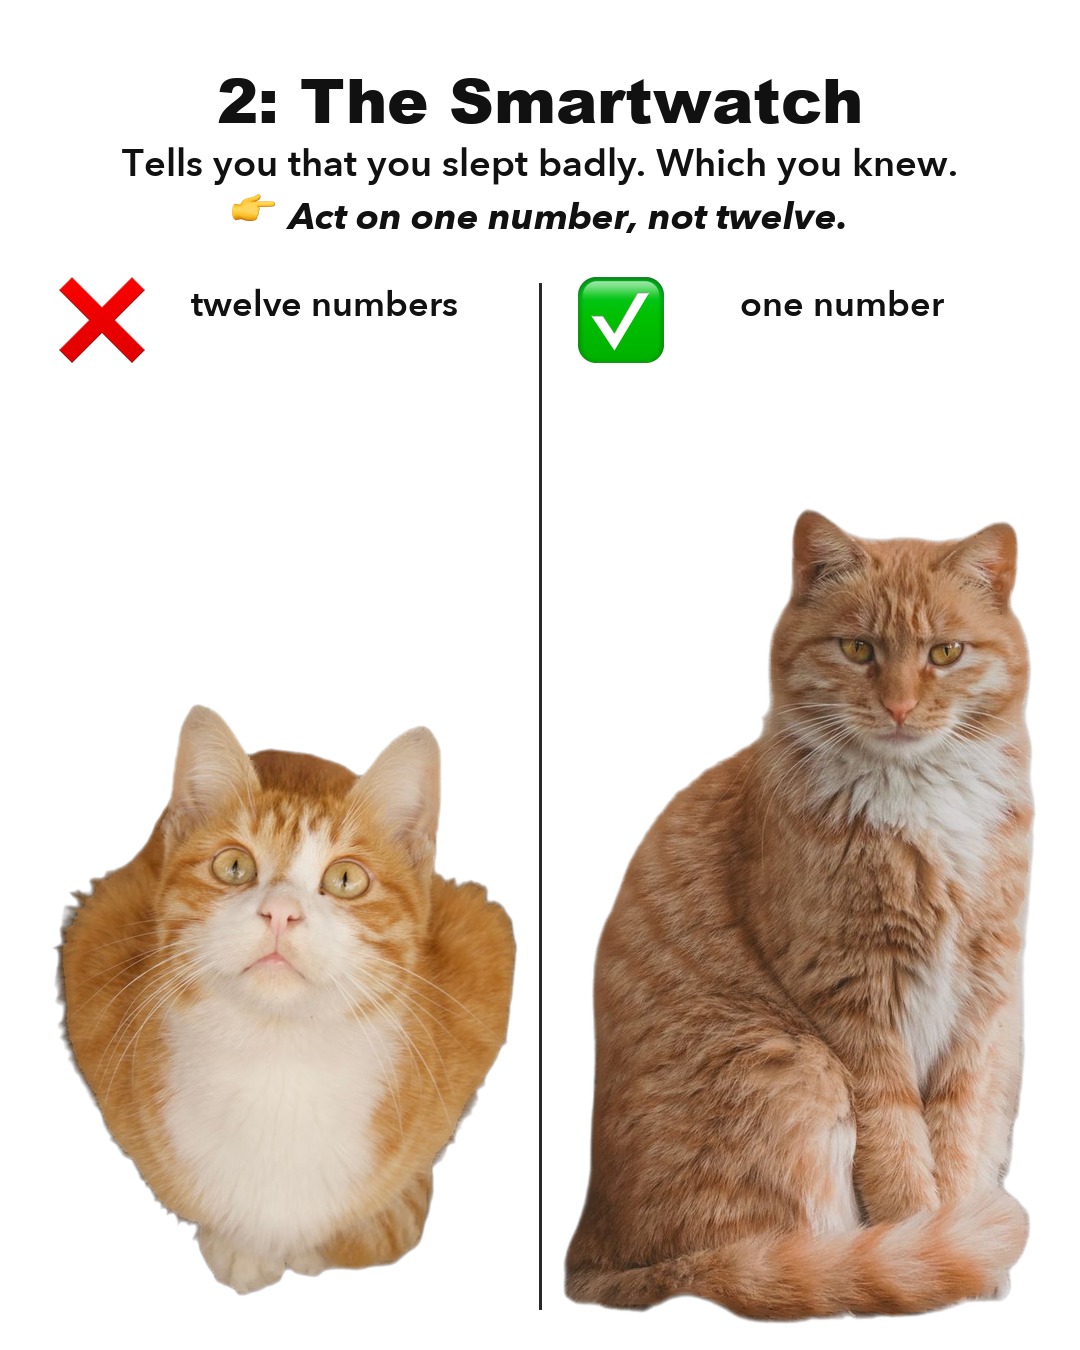 2: The Smartwatch
Tells you that you slept badly. Which you knew.
👉 Act on one number, not twelve.
❌ twelve numbers
✅ one number